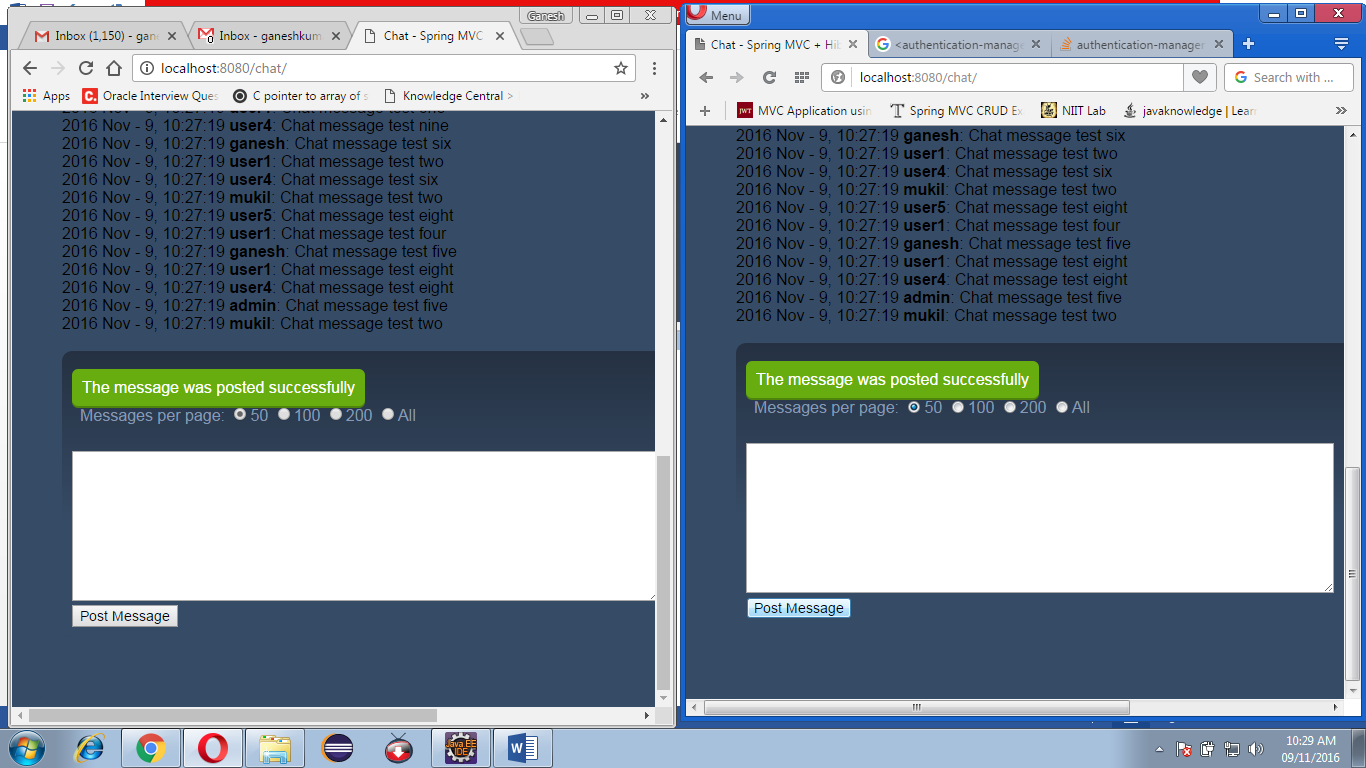 Ganesh
Inbox (1,150) - gane
Inbox - ganeshkum
Chat - Spring MVC
localhost:8080/chat/
Apps
Oracle Interview Ques
C pointer to array of s
Knowledge Central >
»
2016 Nov - 9, 10:27:19 user4: Chat message test nine
2016 Nov - 9, 10:27:19 ganesh: Chat message test six
2016 Nov - 9, 10:27:19 user1: Chat message test two
2016 Nov - 9, 10:27:19 user4: Chat message test six
2016 Nov - 9, 10:27:19 mukil: Chat message test two
2016 Nov - 9, 10:27:19 user5: Chat message test eight
2016 Nov - 9, 10:27:19 user1: Chat message test four
2016 Nov - 9, 10:27:19 ganesh: Chat message test five
2016 Nov - 9, 10:27:19 user1: Chat message test eight
2016 Nov - 9, 10:27:19 user4: Chat message test eight
2016 Nov - 9, 10:27:19 admin: Chat message test five
2016 Nov - 9, 10:27:19 mukil: Chat message test two
The message was posted successfully
Messages per page: 50 100 200 All
Post Message
Menu
Chat - Spring MVC + Hib
<authentication-manage
authentication-manager
localhost:8080/chat/
Search with ...
JWT MVC Application usin
Spring MVC CRUD Ex
NIIT Lab
javaknowledge | Lear
»
2016 Nov - 9, 10:27:19 ganesh: Chat message test six
2016 Nov - 9, 10:27:19 user1: Chat message test two
2016 Nov - 9, 10:27:19 user4: Chat message test six
2016 Nov - 9, 10:27:19 mukil: Chat message test two
2016 Nov - 9, 10:27:19 user5: Chat message test eight
2016 Nov - 9, 10:27:19 user1: Chat message test four
2016 Nov - 9, 10:27:19 ganesh: Chat message test five
2016 Nov - 9, 10:27:19 user1: Chat message test eight
2016 Nov - 9, 10:27:19 user4: Chat message test eight
2016 Nov - 9, 10:27:19 admin: Chat message test five
2016 Nov - 9, 10:27:19 mukil: Chat message test two
The message was posted successfully
Messages per page: 50 100 200 All
Post Message
Java EE
IDE
10:29 AM
09/11/2016